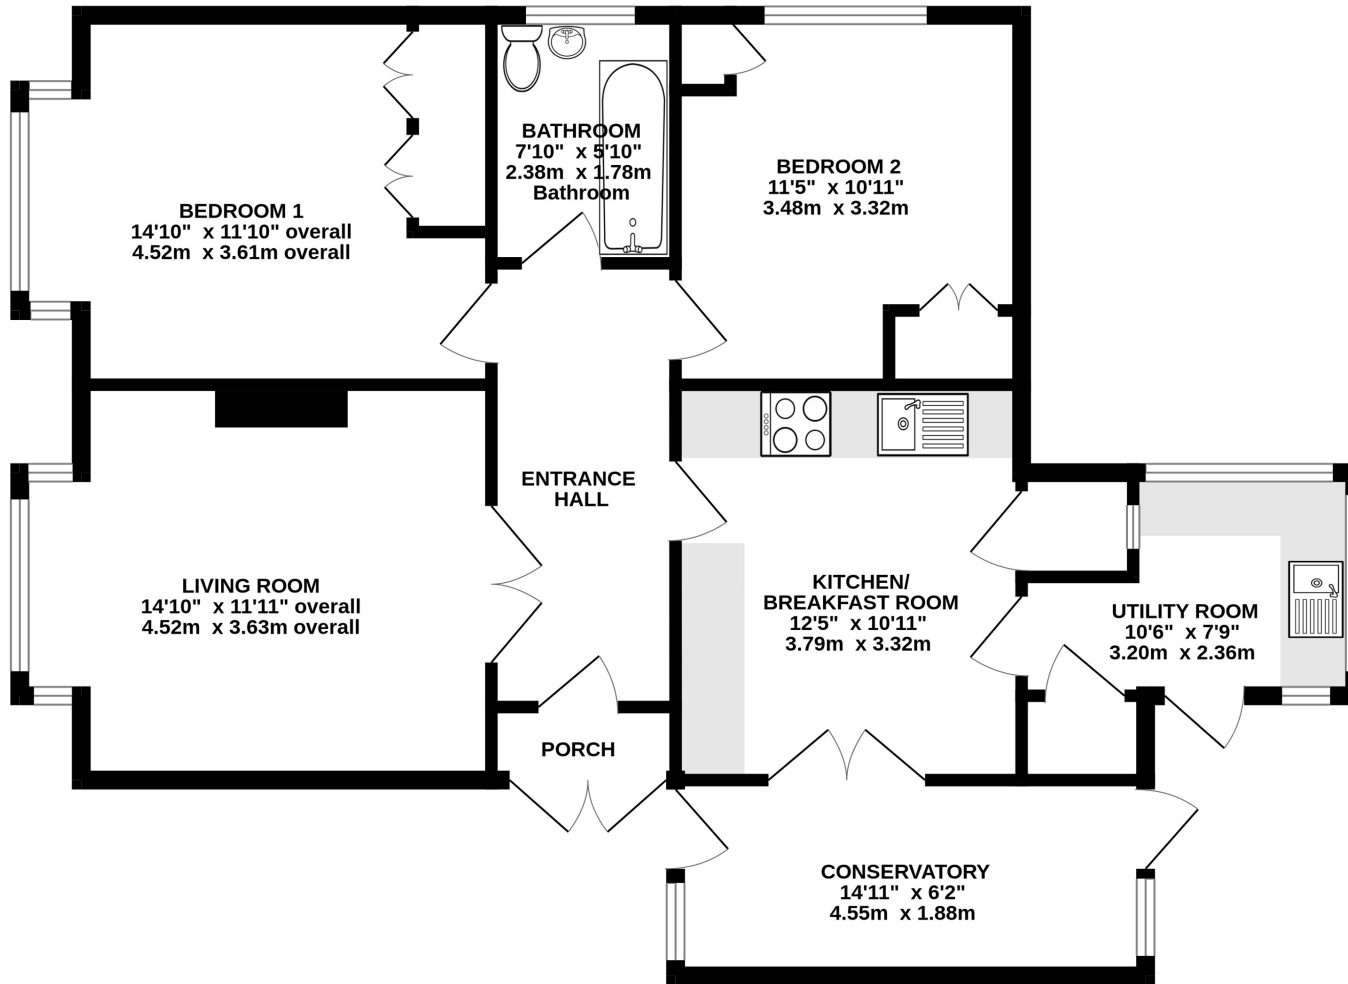 BATHROOM
7'10" x 5'10"
2.38m x 1.78m
Bathroom
BEDROOM 2
11'5" x 10'11"
3.48m x 3.32m
BEDROOM 1
14'10" x 11'10" overall
4.52m x 3.61m overall
ENTRANCE
HALL
LIVING ROOM
14'10" x 11'11" overall
4.52m x 3.63m overall
KITCHEN/
BREAKFAST ROOM
12'5" x 10'11"
3.79m x 3.32m
UTILITY ROOM
10'6" x 7'9"
3.20m x 2.36m
PORCH
CONSERVATORY
14'11" x 6'2"
4.55m x 1.88m